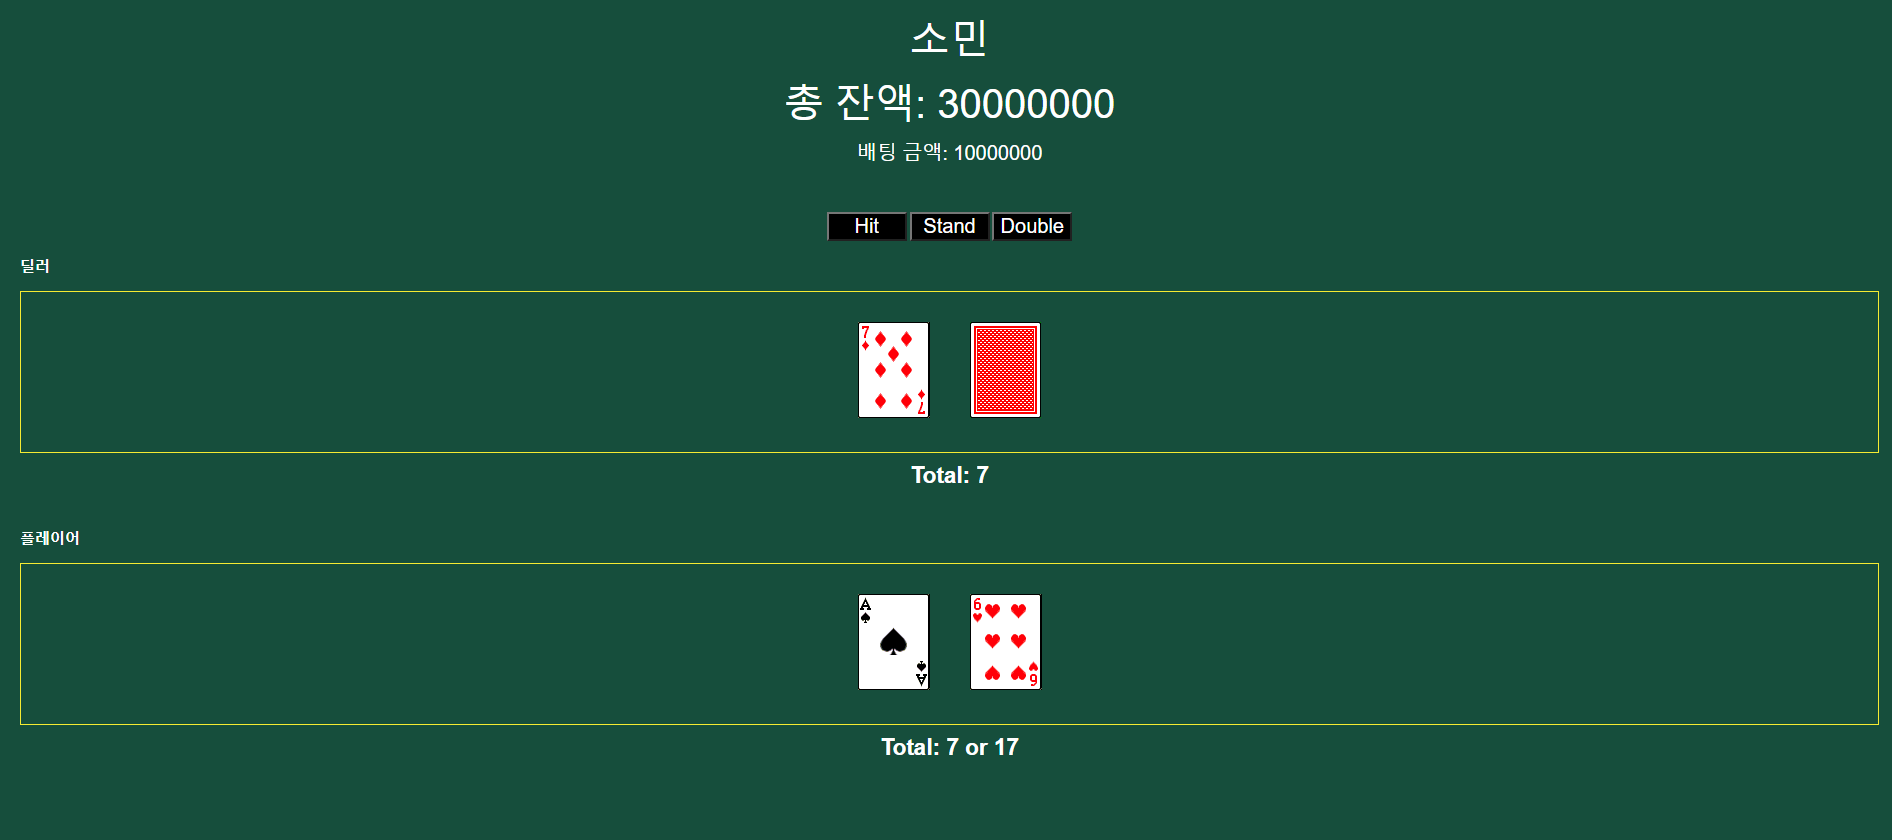 소민
총 잔액: 30000000
배팅 금액: 10000000
Hit Stand Double
딜러
7 7
Total: 7
플레이어
A A 6 6
Total: 7 or 17